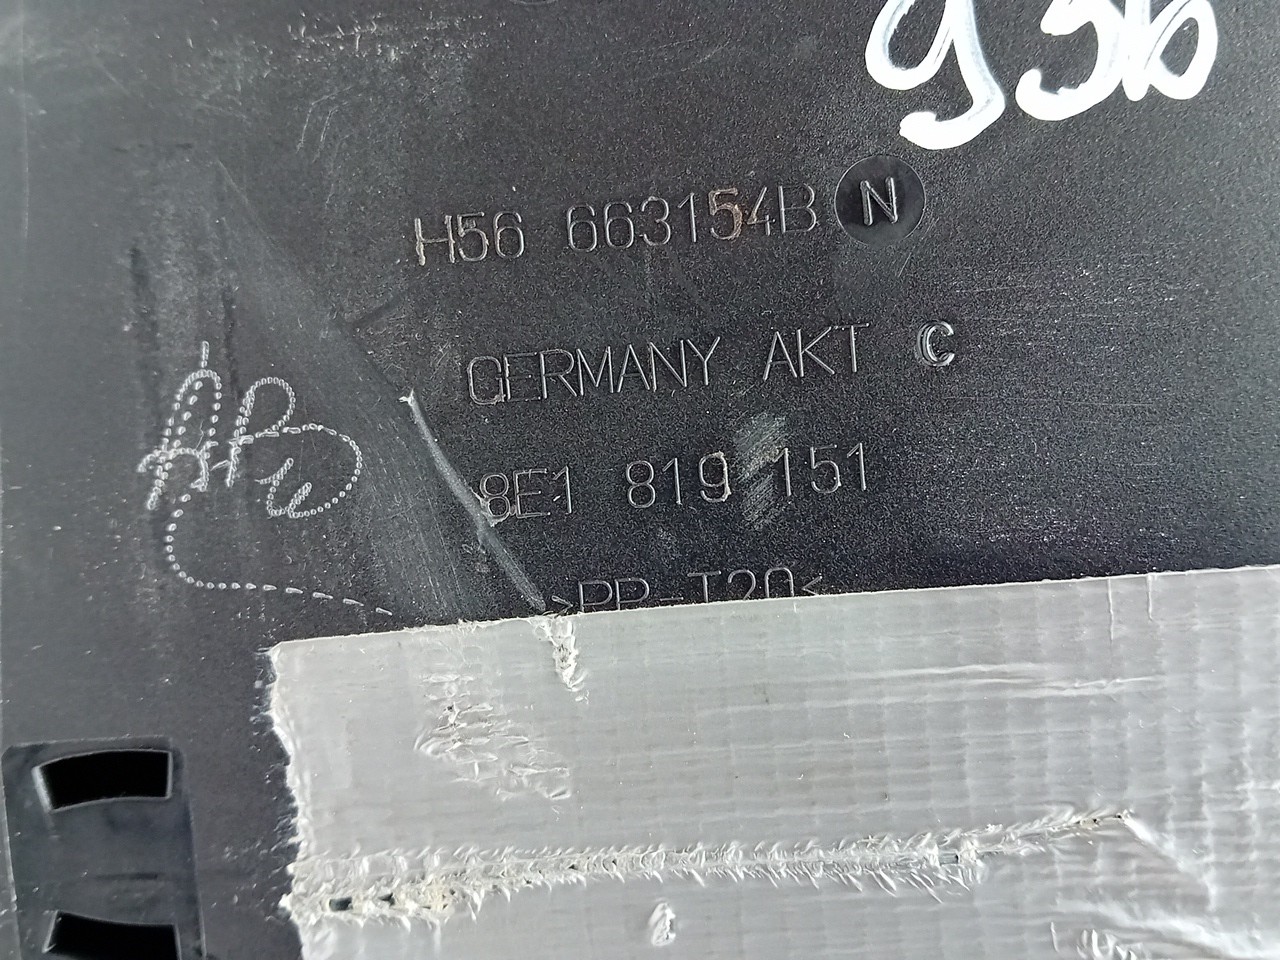 936
H56 663154B N
GERMANY AKT C
8E1 819 151
>PP-T20<